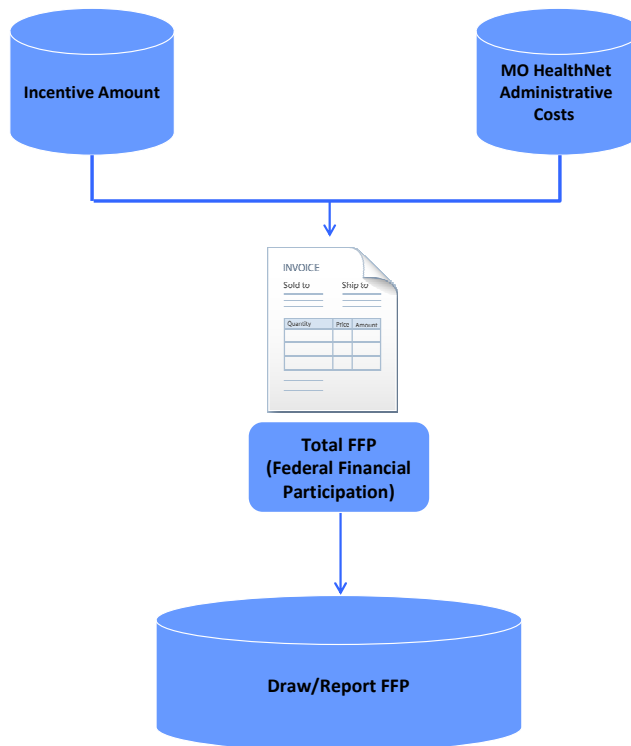 Incentive Amount
MO HealthNet
Administrative
Costs
INVOICE
Sold to Ship to
Quantity Price Amount
Total FFP
(Federal Financial
Participation)
Draw/Report FFP